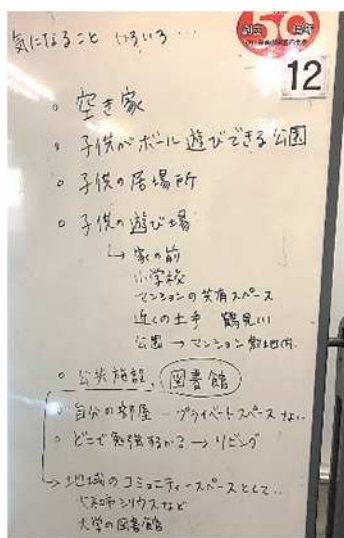 気になること いろいろ…
創立 50 周年
12
○ 空き家
○ 子供がボール遊びできる公園
○ 子供の居場所
○ 子供の遊び場
↳ 家の前
小学校
マンションの共有スペース
近くの土手 鶴見川
公園 → マンション敷地内.
○ 公共施設、図書館
○ 自分の部屋 - プライベートスペースない..
○ どこで勉強するか? → リビング
→ 地域のコミュニティースペースとして..
大和市シリウスなど
大学の図書館